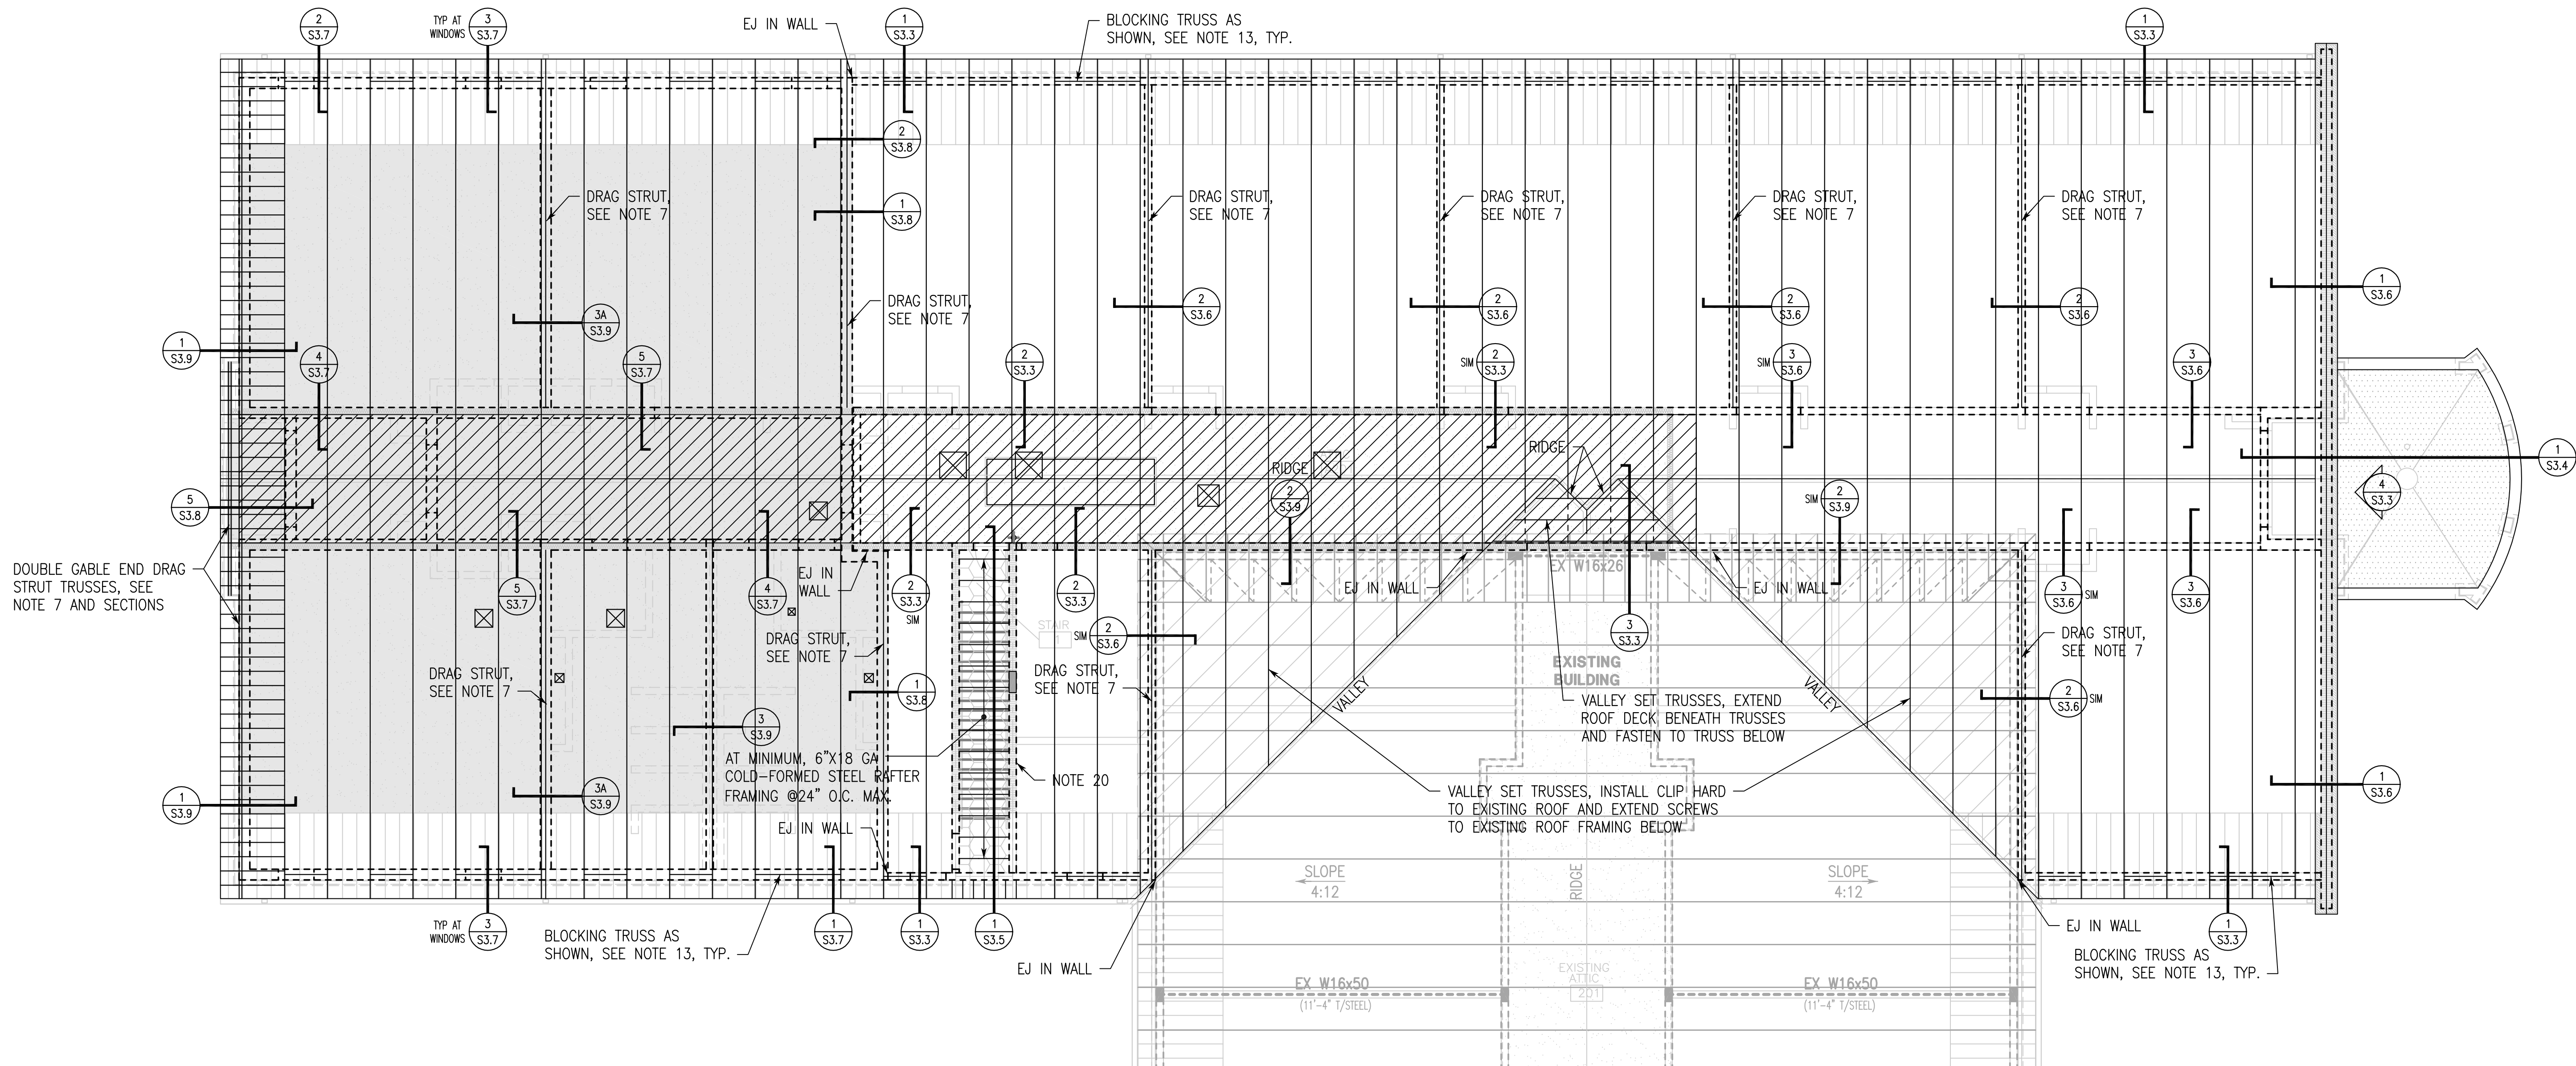 2
S3.7
TYP AT
WINDOWS
3
S3.7
EJ IN WALL
1
S3.3
BLOCKING TRUSS AS
SHOWN, SEE NOTE 13, TYP.
1
S3.3
2
S3.8
DRAG STRUT,
SEE NOTE 7
1
S3.8
DRAG STRUT,
SEE NOTE 7
DRAG STRUT,
SEE NOTE 7
DRAG STRUT,
SEE NOTE 7
DRAG STRUT,
SEE NOTE 7
1
S3.6
DRAG STRUT,
SEE NOTE 7
2
S3.6
2
S3.6
2
S3.6
2
S3.6
3A
S3.9
1
S3.9
4
S3.7
5
S3.7
2
S3.3
SIM
2
S3.3
SIM
3
S3.6
3
S3.6
RIDGE
RIDGE
1
S3.4
4
S3.3
2
S3.9
SIM
2
S3.9
5
S3.8
DOUBLE GABLE END DRAG
STRUT TRUSSES, SEE
NOTE 7 AND SECTIONS
5
S3.7
4
S3.7
EJ IN
WALL
2
S3.3
SIM
2
S3.3
EJ IN WALL
EX W16x26
EJ IN WALL
3
S3.6
SIM
3
S3.6
STAIR
1
SIM
2
S3.6
3
S3.3
DRAG STRUT,
SEE NOTE 7
DRAG STRUT,
SEE NOTE 7
DRAG STRUT,
SEE NOTE 7
DRAG STRUT,
SEE NOTE 7
EXISTING
BUILDING
1
S3.8
2
S3.6
SIM
VALLEY
VALLEY
VALLEY SET TRUSSES, EXTEND
ROOF DECK BENEATH TRUSSES
AND FASTEN TO TRUSS BELOW
3
S3.9
AT MINIMUM, 6"X18 GA
COLD-FORMED STEEL RAFTER
FRAMING @24" O.C. MAX.
NOTE 20
1
S3.9
3A
S3.9
VALLEY SET TRUSSES, INSTALL CLIP HARD
TO EXISTING ROOF AND EXTEND SCREWS
TO EXISTING ROOF FRAMING BELOW
1
S3.6
EJ IN WALL
SLOPE
4:12
RIDGE
SLOPE
4:12
TYP AT
WINDOWS
3
S3.7
BLOCKING TRUSS AS
SHOWN, SEE NOTE 13, TYP.
1
S3.7
1
S3.3
1
S3.5
EJ IN WALL
EJ IN WALL
1
S3.3
BLOCKING TRUSS AS
SHOWN, SEE NOTE 13, TYP.
EX W16x50
(11'-4" T/STEEL)
EXISTING
ATTIC
201
EX W16x50
(11'-4" T/STEEL)